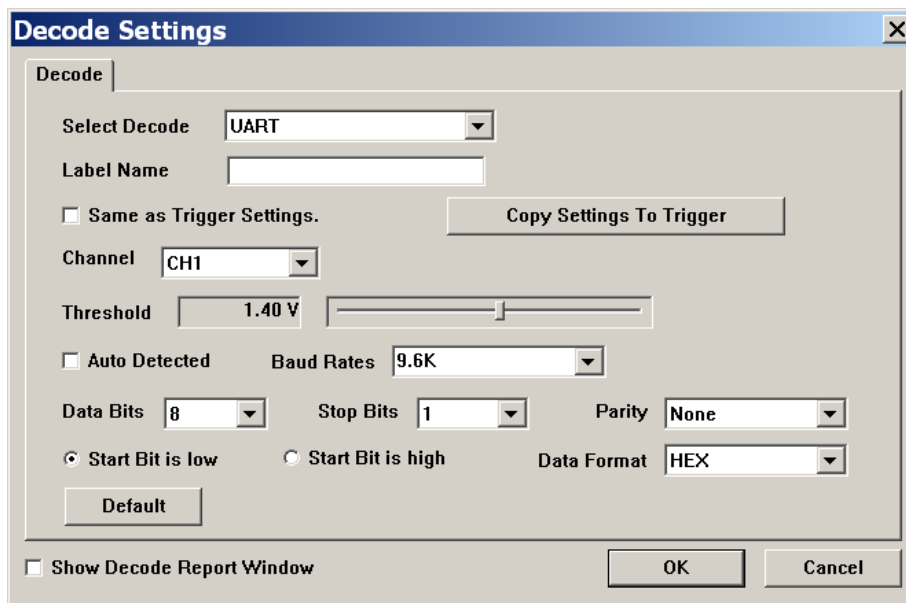 Decode Settings
Decode
Select Decode UART
Label Name
Same as Trigger Settings. Copy Settings To Trigger
Channel CH1
Threshold 1.40 V
Auto Detected Baud Rates 9.6K
Data Bits 8 Stop Bits 1 Parity None
Start Bit is low Start Bit is high Data Format HEX
Default
Show Decode Report Window OK Cancel